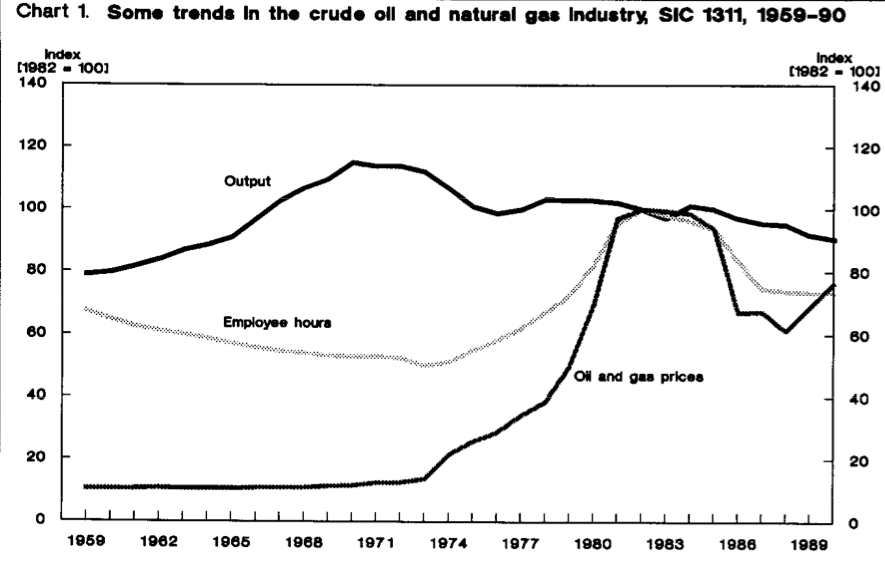 Chart 1. Some trends in the crude oil and natural gas industry, SIC 1311, 1959–90
Index
[1982 = 100]
Index
[1982 = 100]
140
120
100
80
60
40
20
0
140
120
100
80
60
40
20
0
Output
Employee hours
Oil and gas prices
1959 1962 1965 1968 1971 1974 1977 1980 1983 1986 1989